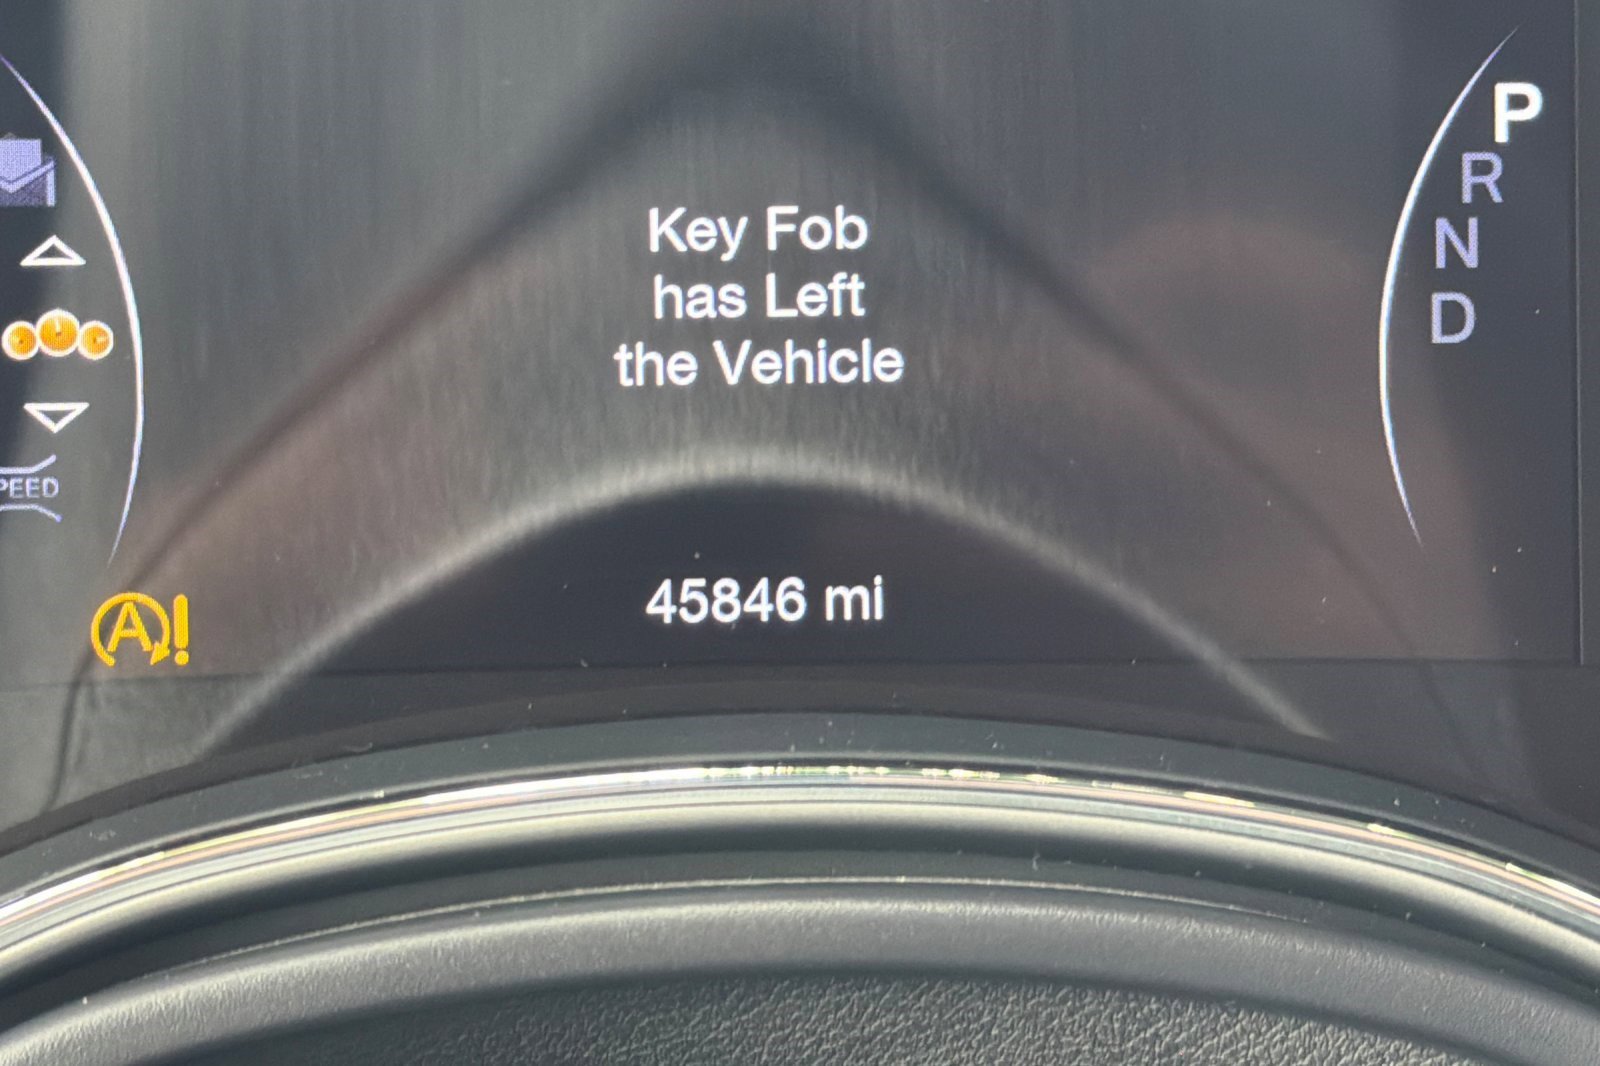 P
R
N
D
Key Fob
has Left
the Vehicle
PEED
45846 mi
A!